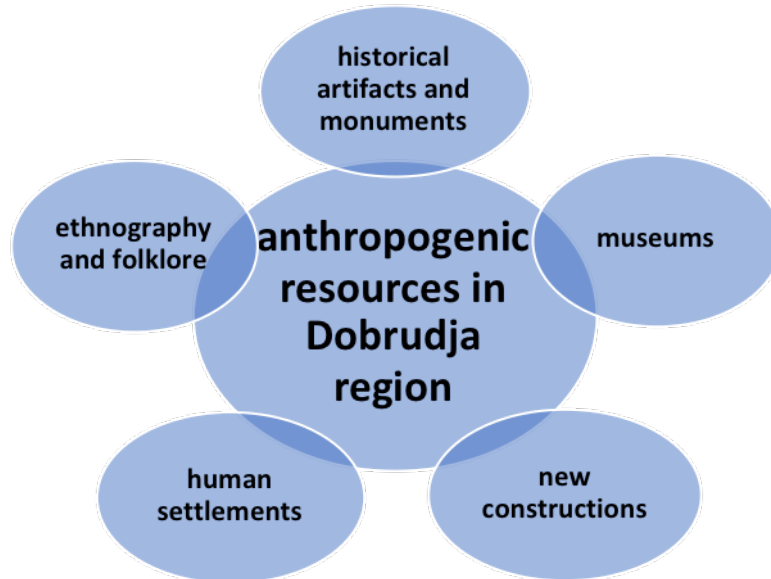 historical
artifacts and
monuments
ethnography
and folklore
anthropogenic
resources in
Dobrudja
region
museums
human
settlements
new
constructions